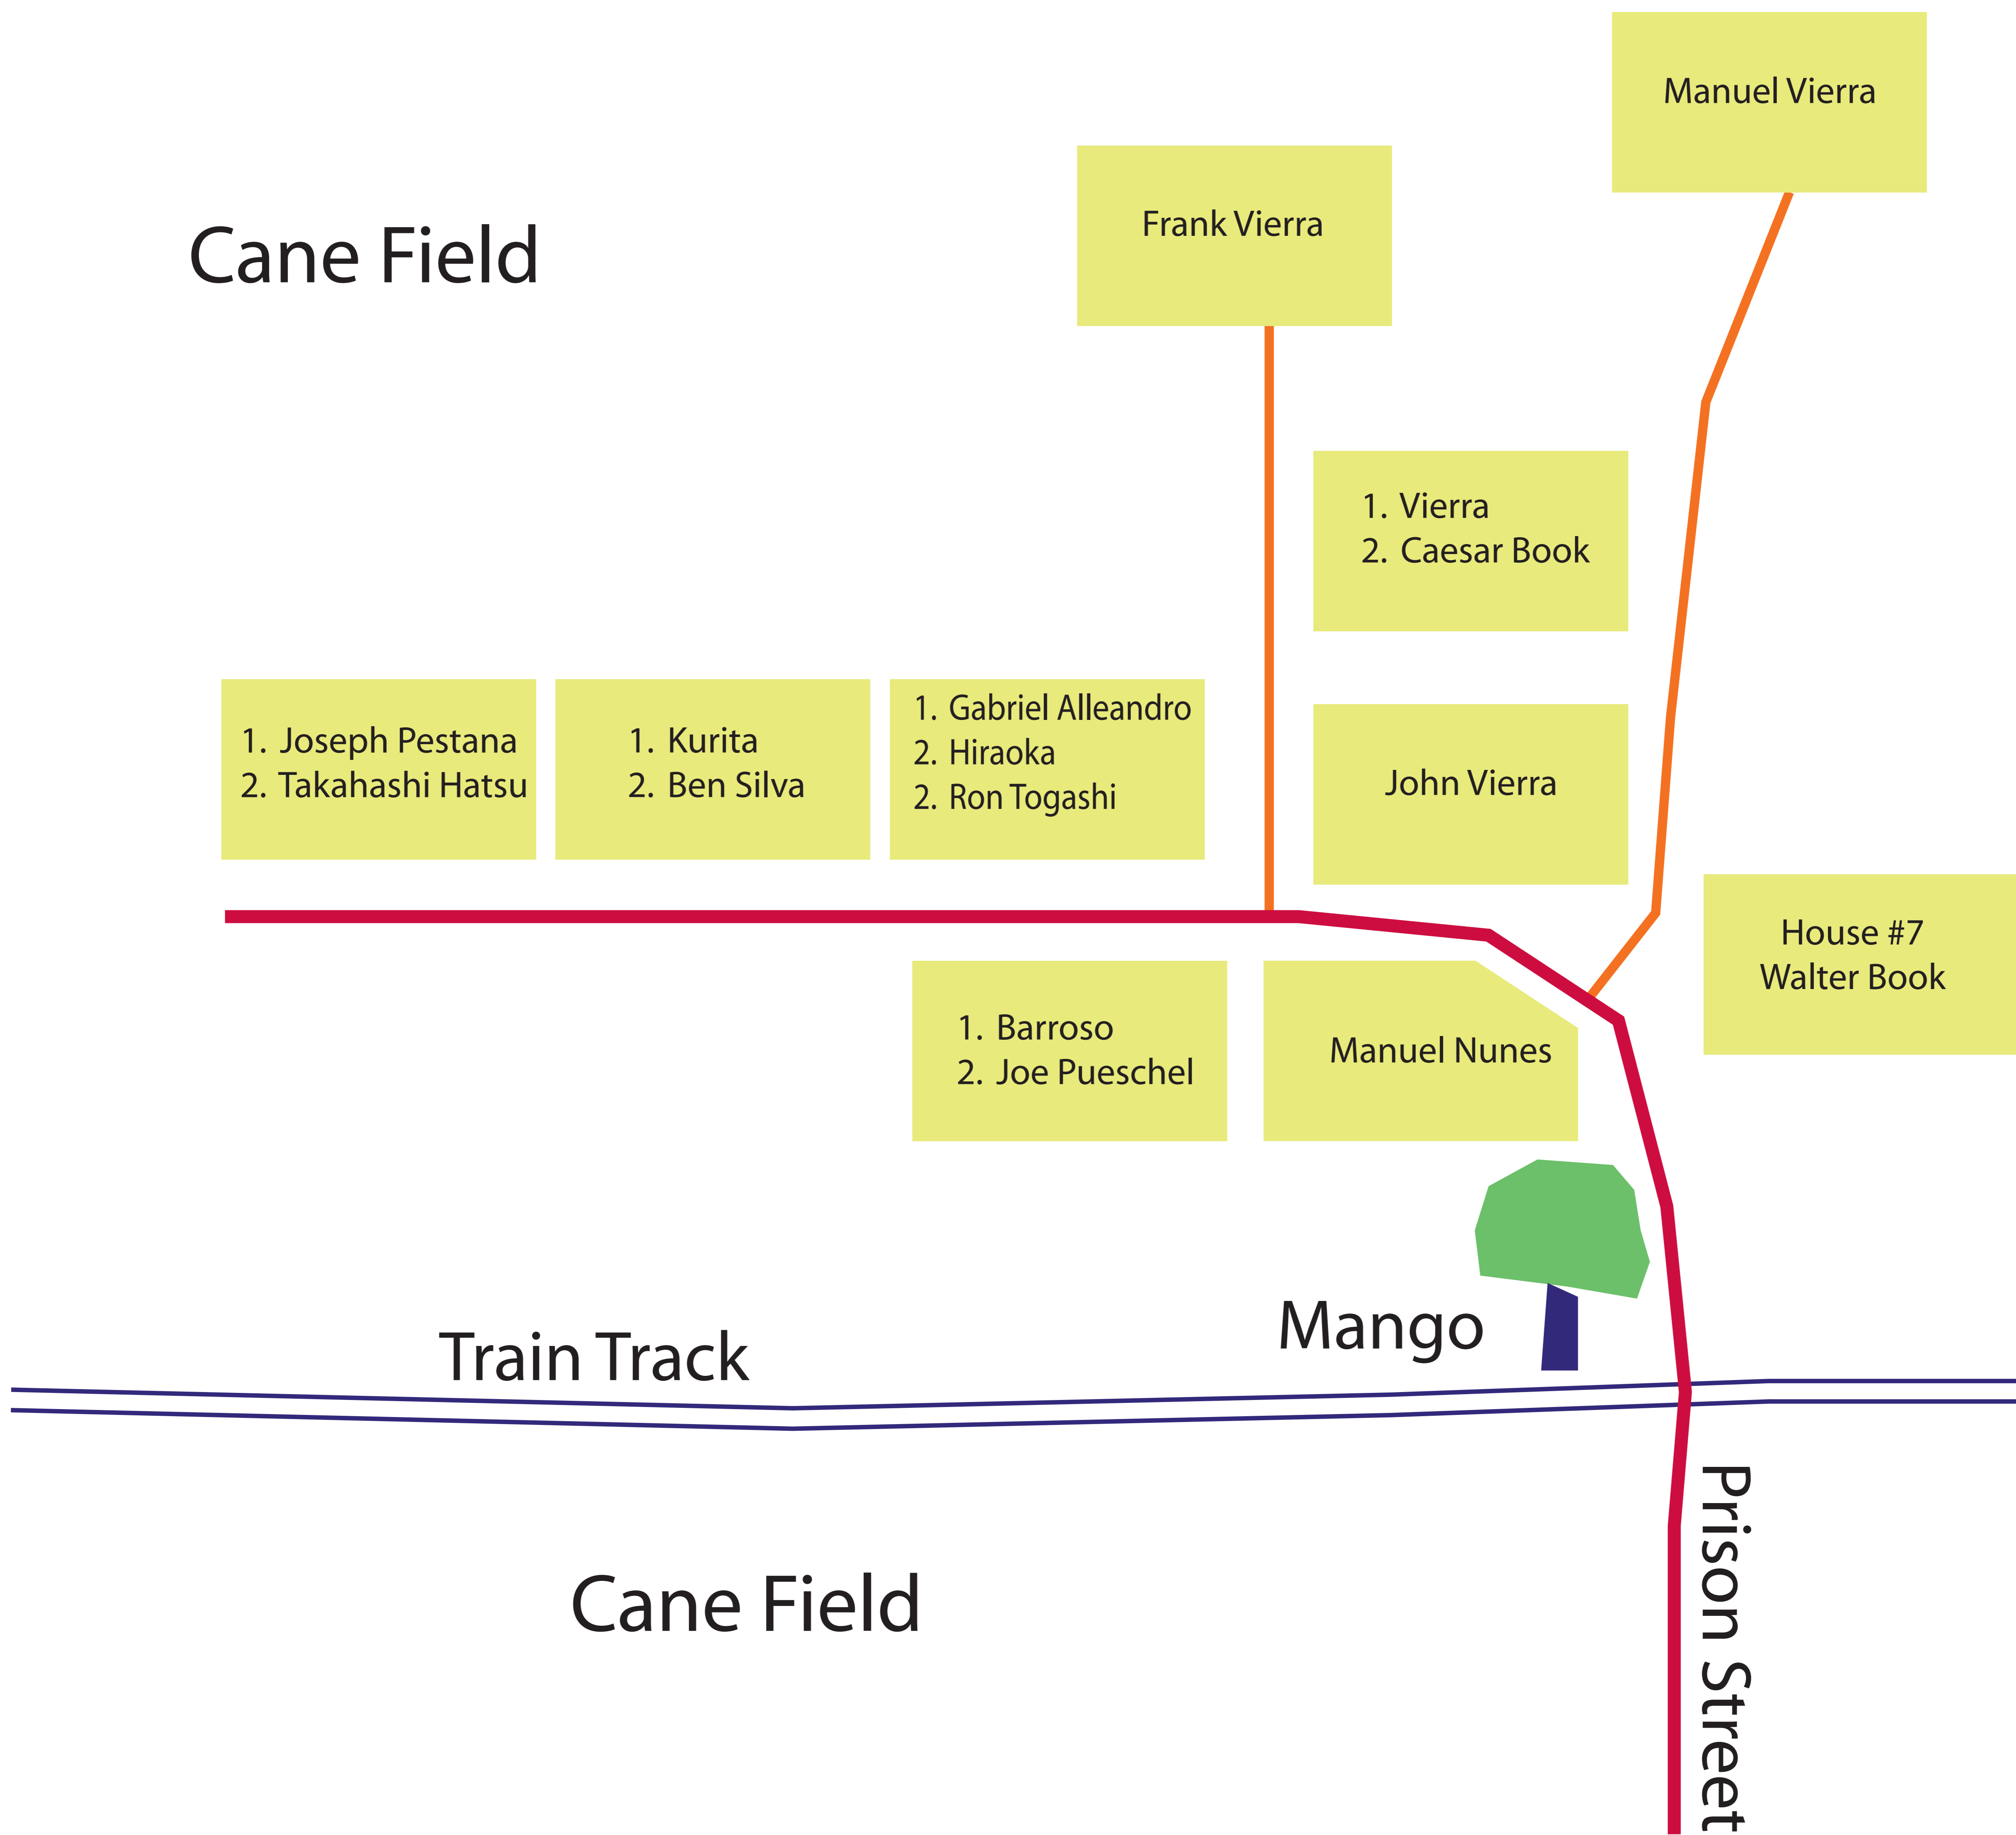 Manuel Vierra
Frank Vierra
Cane Field
1. Vierra
2. Caesar Book
1. Joseph Pestana
2. Takahashi Hatsu
1. Kurita
2. Ben Silva
1. Gabriel Alleandro
2. Hiraoka
2. Ron Togashi
John Vierra
House #7
Walter Book
1. Barroso
2. Joe Pueschel
Manuel Nunes
Mango
Train Track
Prison Street
Cane Field